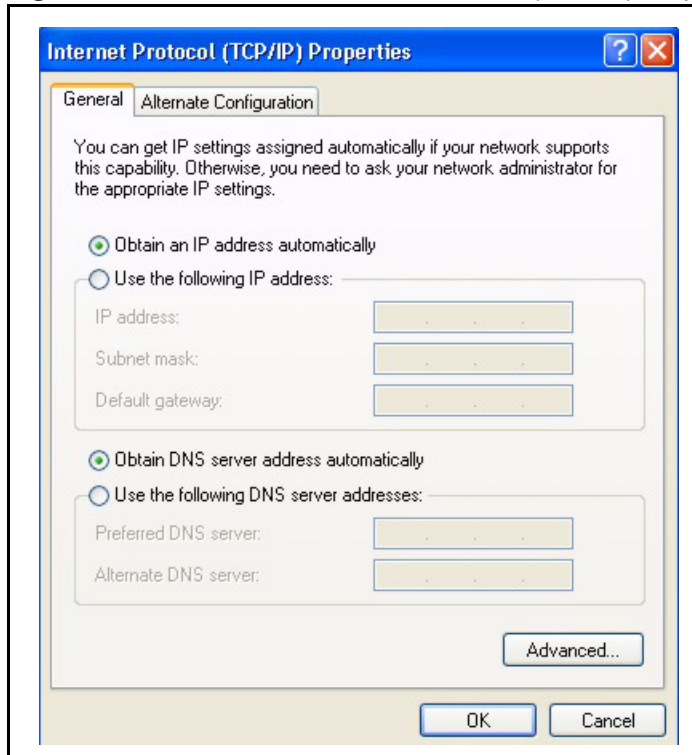 Internet Protocol (TCP/IP) Properties
General
Alternate Configuration
You can get IP settings assigned automatically if your network supports
this capability. Otherwise, you need to ask your network administrator for
the appropriate IP settings.
Obtain an IP address automatically
Use the following IP address:
IP address:
Subnet mask:
Default gateway:
Obtain DNS server address automatically
Use the following DNS server addresses:
Preferred DNS server:
Alternate DNS server:
Advanced...
OK
Cancel